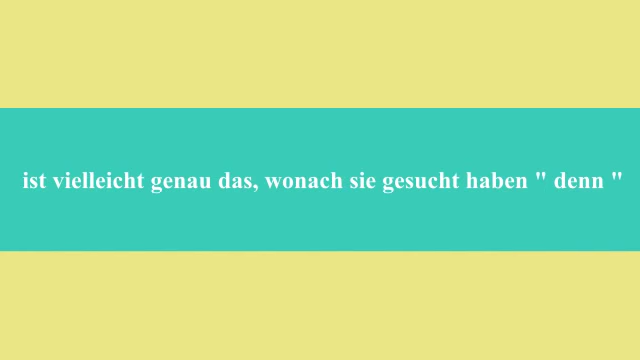 ist vielleicht genau das, wonach sie gesucht haben " denn "